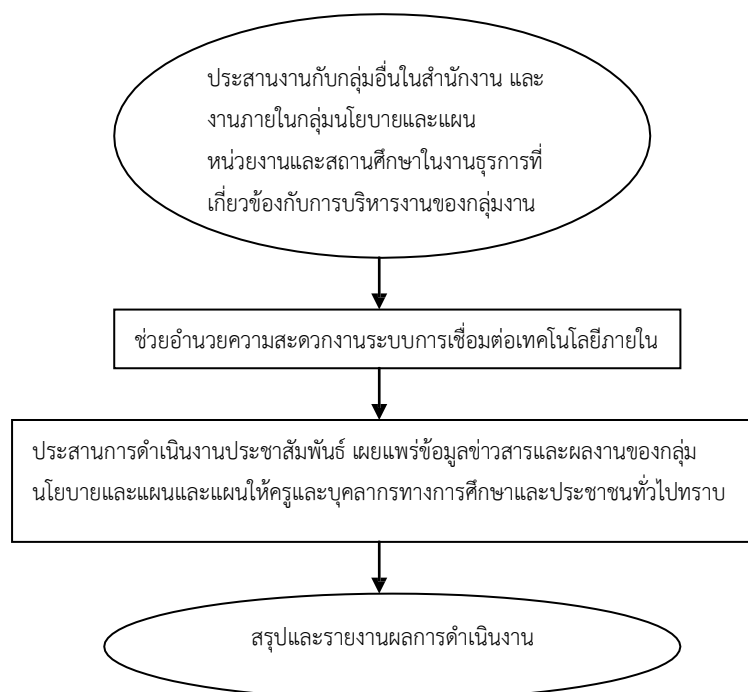 ประสานงานกับกลุ่มอื่นในสำนักงาน และ
งานภายในกลุ่มนโยบายและแผน
หน่วยงานและสถานศึกษาในงานธุรการที่
เกี่ยวข้องกับการบริหารงานของกลุ่มงาน
ช่วยอำนวยความสะดวกงานระบบการเชื่อมต่อเทคโนโลยีภายใน
ประสานการดำเนินงานประชาสัมพันธ์ เผยแพร่ข้อมูลข่าวสารและผลงานของกลุ่ม
นโยบายและแผนและแผนให้ครูและบุคลากรทางการศึกษาและประชาชนทั่วไปทราบ
สรุปและรายงานผลการดำเนินงาน